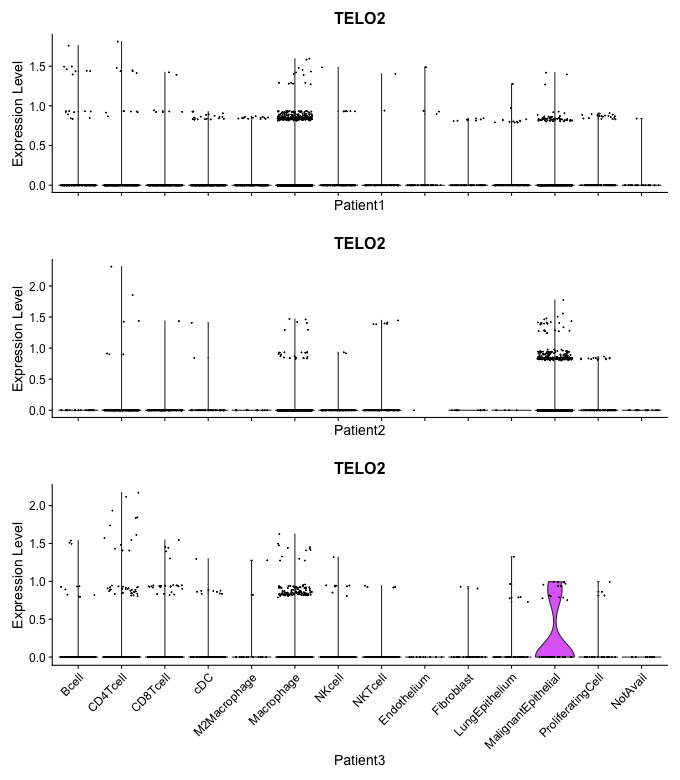 TELO2
Expression Level
1.5
1.0
0.5
0.0
Patient1
TELO2
Expression Level
2.0
1.5
1.0
0.5
0.0
Patient2
TELO2
Expression Level
2.0
1.5
1.0
0.5
0.0
Bcell
CD4Tcell
CD8Tcell
cDC
M2Macrophage
Macrophage
NKcell
NKTcell
Endothelium
Fibroblast
LungEpithelium
MalignantEpithelial
ProliferatingCell
NotAvail
Patient3